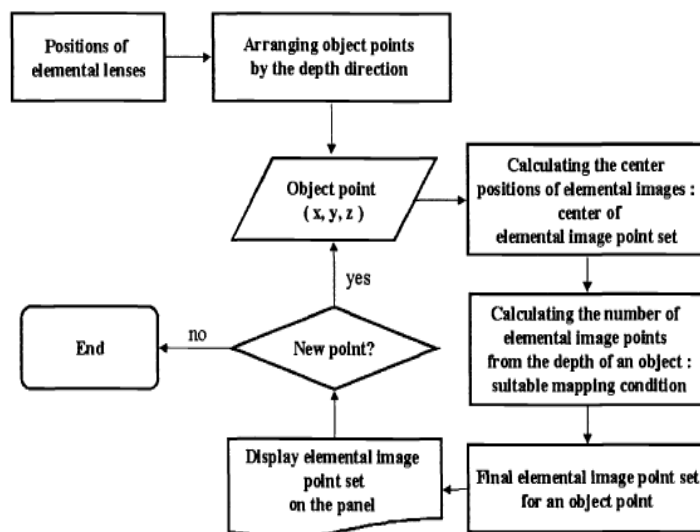 Positions of
elemental lenses
Arranging object points
by the depth direction
Object point
( x, y, z )
Calculating the center
positions of elemental images :
center of
elemental image point set
yes
Calculating the number of
elemental image points
from the depth of an object :
suitable mapping condition
no
End
New point?
Display elemental image
point set
on the panel
Final elemental image point set
for an object point